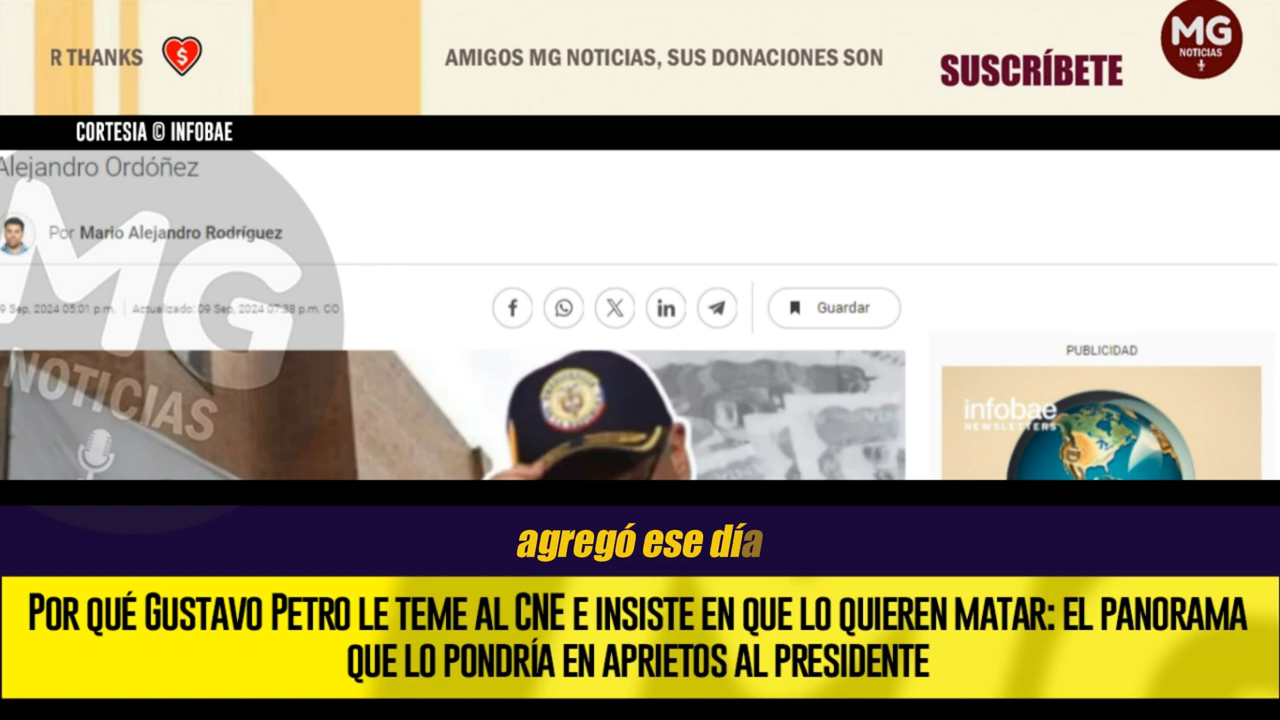 R THANKS
AMIGOS MG NOTICIAS, SUS DONACIONES SON
SUSCRÍBETE
MG
NOTICIAS
CORTESIA © INFOBAE
Alejandro Ordóñez
Por Mario Alejandro Rodríguez
9 Sep, 2024 05:01 p.m. | Actualizado: 09 Sep, 2024 07:38 p.m. CO
Guardar
MG
NOTICIAS
PUBLICIDAD
infobae
NEWSLETTERS
agregó ese día
POR QUÉ GUSTAVO PETRO LE TEME AL CNE E INSISTE EN QUE LO QUIEREN MATAR: EL PANORAMA
QUE LO PONDRÍA EN APRIETOS AL PRESIDENTE